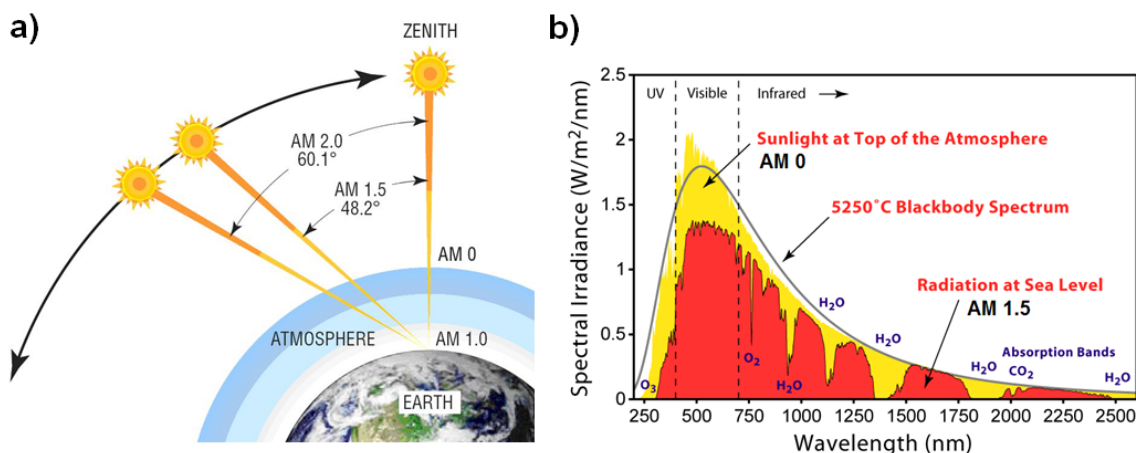 a)
ZENITH
AM 2.0
60.1°
AM 1.5
48.2°
AM 0
ATMOSPHERE
AM 1.0
EARTH
b)
Spectral Irradiance (W/m²/nm)
2.5
2
1.5
1
0.5
0
UV
Visible
Infrared
Sunlight at Top of the Atmosphere
AM 0
5250°C Blackbody Spectrum
Radiation at Sea Level
AM 1.5
O₃
O₂
H₂O
H₂O
H₂O
H₂O
Absorption Bands
CO₂
H₂O
250 500 750 1000 1250 1500 1750 2000 2250 2500
Wavelength (nm)